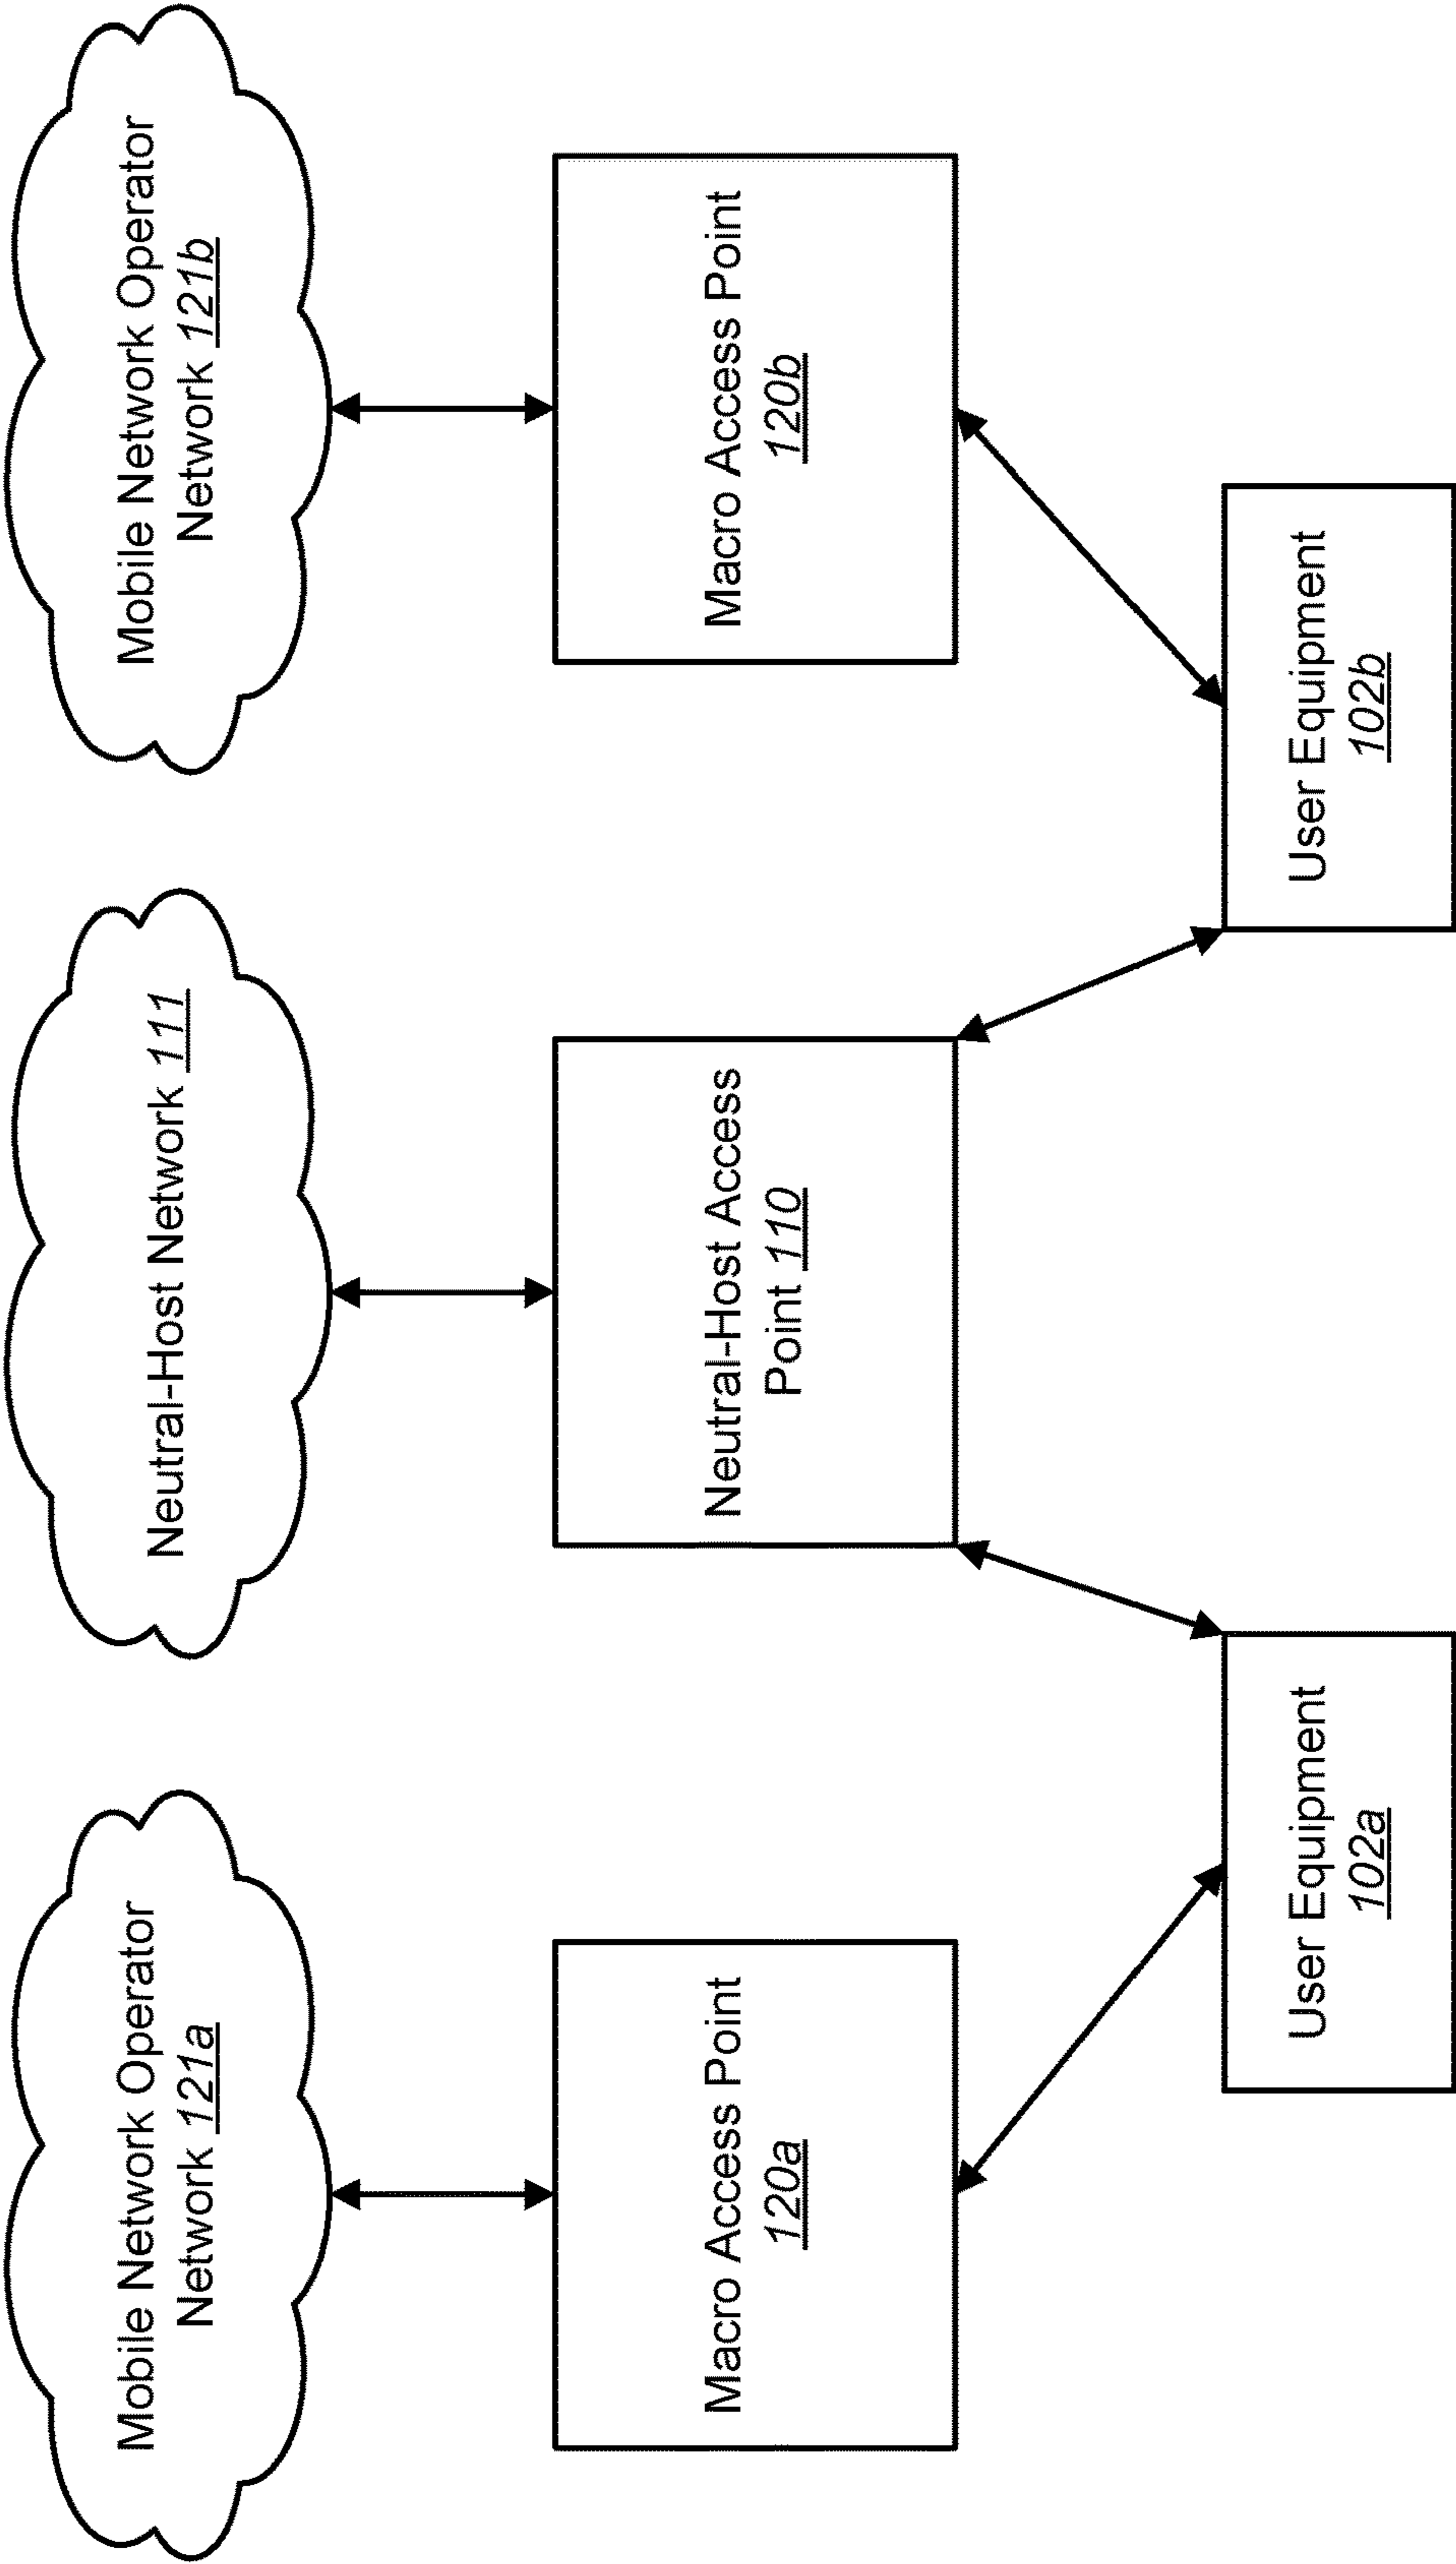 Mobile Network Operator
Network 121a
Neutral-Host Network 111
Mobile Network Operator
Network 121b
Macro Access Point
120a
Neutral-Host Access
Point 110
Macro Access Point
120b
User Equipment
102a
User Equipment
102b